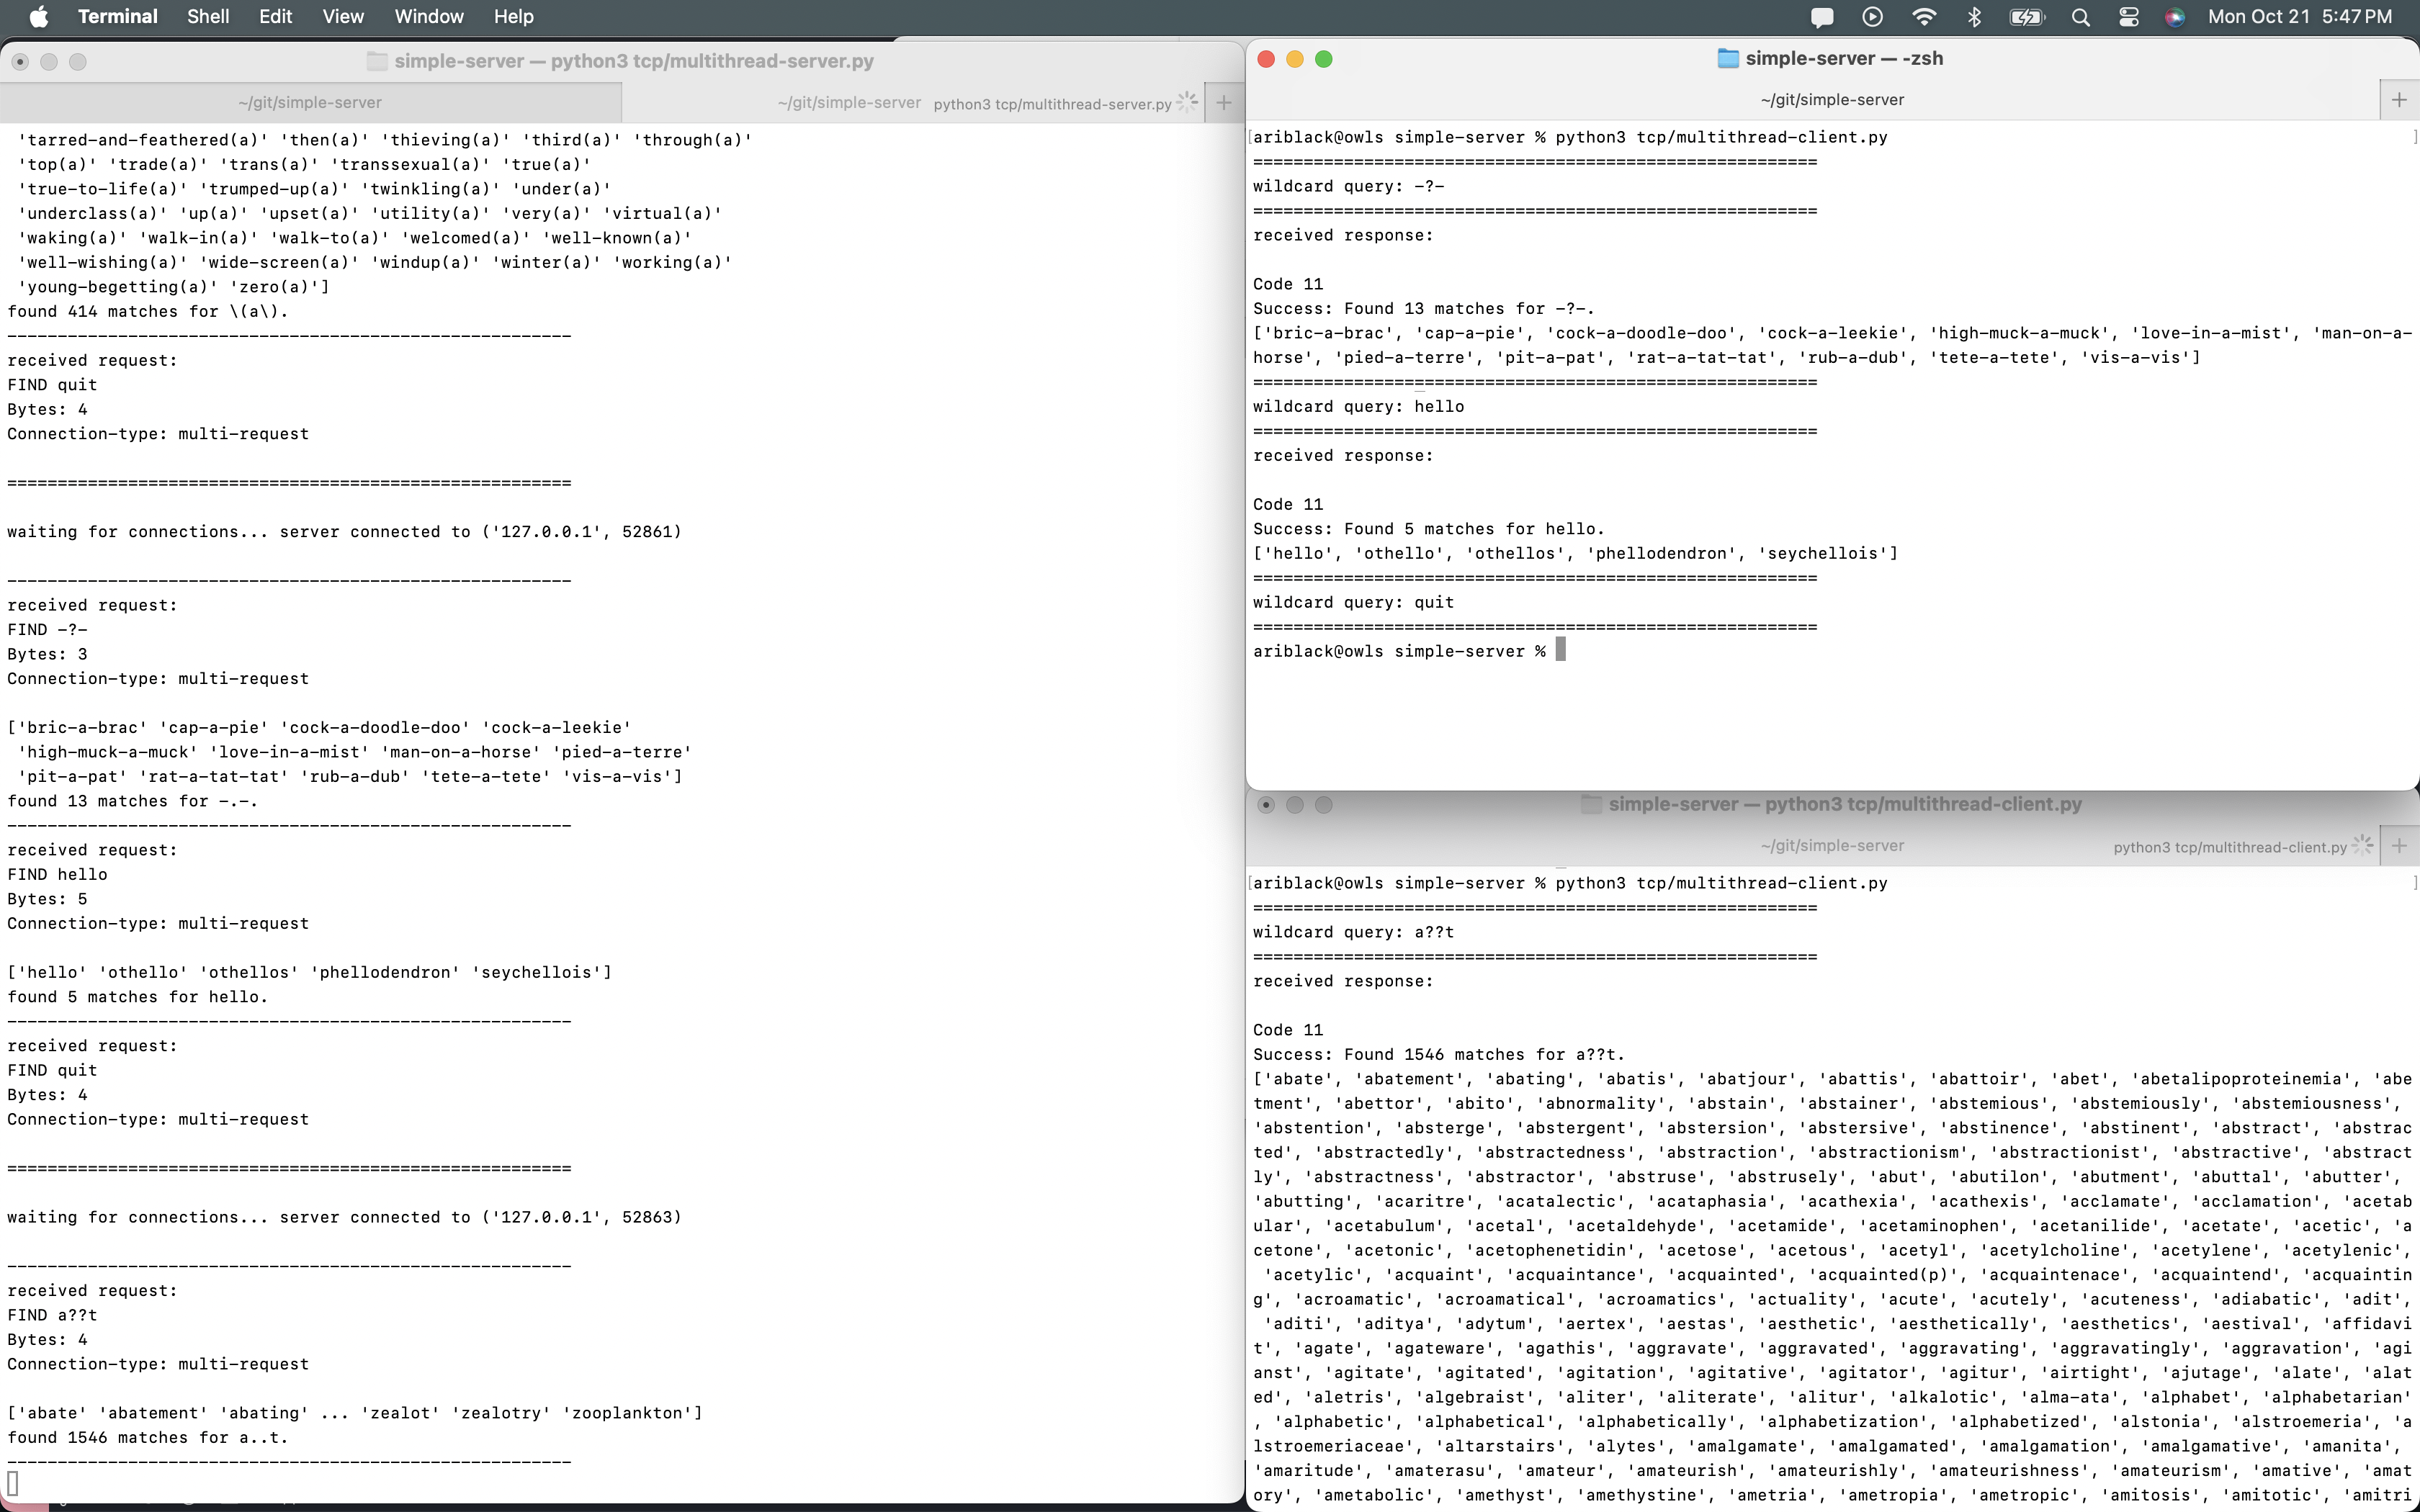 Terminal Shell Edit View Window Help Mon Oct 21 5:47 PM
simple-server — python3 tcp/multithread-server.py
~/git/simple-server ~/git/simple-server python3 tcp/multithread-server.py
'tarred-and-feathered(a)' 'then(a)' 'thieving(a)' 'third(a)' 'through(a)'
'top(a)' 'trade(a)' 'trans(a)' 'transsexual(a)' 'true(a)'
'true-to-life(a)' 'trumped-up(a)' 'twinkling(a)' 'under(a)'
'underclass(a)' 'up(a)' 'upset(a)' 'utility(a)' 'very(a)' 'virtual(a)'
'waking(a)' 'walk-in(a)' 'walk-to(a)' 'welcomed(a)' 'well-known(a)'
'well-wishing(a)' 'wide-screen(a)' 'windup(a)' 'winter(a)' 'working(a)'
'young-begetting(a)' 'zero(a)']
found 414 matches for \(a\).
--------------------------------------------------------
received request:
FIND quit
Bytes: 4
Connection-type: multi-request
========================================================
waiting for connections... server connected to ('127.0.0.1', 52861)
--------------------------------------------------------
received request:
FIND -?-
Bytes: 3
Connection-type: multi-request
['bric-a-brac' 'cap-a-pie' 'cock-a-doodle-doo' 'cock-a-leekie'
'high-muck-a-muck' 'love-in-a-mist' 'man-on-a-horse' 'pied-a-terre'
'pit-a-pat' 'rat-a-tat-tat' 'rub-a-dub' 'tete-a-tete' 'vis-a-vis']
found 13 matches for -.-.
--------------------------------------------------------
received request:
FIND hello
Bytes: 5
Connection-type: multi-request
['hello' 'othello' 'othellos' 'phellodendron' 'seychellois']
found 5 matches for hello.
--------------------------------------------------------
received request:
FIND quit
Bytes: 4
Connection-type: multi-request
========================================================
waiting for connections... server connected to ('127.0.0.1', 52863)
--------------------------------------------------------
received request:
FIND a??t
Bytes: 4
Connection-type: multi-request
['abate' 'abatement' 'abating' ... 'zealot' 'zealotry' 'zooplankton']
found 1546 matches for a..t.
--------------------------------------------------------
simple-server — -zsh
~/git/simple-server
[ariblack@owls simple-server % python3 tcp/multithread-client.py ]
========================================================
wildcard query: -?-
========================================================
received response:
Code 11
Success: Found 13 matches for -?-.
['bric-a-brac', 'cap-a-pie', 'cock-a-doodle-doo', 'cock-a-leekie', 'high-muck-a-muck', 'love-in-a-mist', 'man-on-a-
horse', 'pied-a-terre', 'pit-a-pat', 'rat-a-tat-tat', 'rub-a-dub', 'tete-a-tete', 'vis-a-vis']
========================================================
wildcard query: hello
========================================================
received response:
Code 11
Success: Found 5 matches for hello.
['hello', 'othello', 'othellos', 'phellodendron', 'seychellois']
========================================================
wildcard query: quit
========================================================
ariblack@owls simple-server %
simple-server — python3 tcp/multithread-client.py
~/git/simple-server python3 tcp/multithread-client.py
[ariblack@owls simple-server % python3 tcp/multithread-client.py ]
========================================================
wildcard query: a??t
========================================================
received response:
Code 11
Success: Found 1546 matches for a??t.
['abate', 'abatement', 'abating', 'abatis', 'abatjour', 'abattis', 'abattoir', 'abet', 'abetalipoproteinemia', 'abe
tment', 'abettor', 'abito', 'abnormality', 'abstain', 'abstainer', 'abstemious', 'abstemiously', 'abstemiousness',
'abstention', 'absterge', 'abstergent', 'abstersion', 'abstersive', 'abstinence', 'abstinent', 'abstract', 'abstrac
ted', 'abstractedly', 'abstractedness', 'abstraction', 'abstractionism', 'abstractionist', 'abstractive', 'abstract
ly', 'abstractness', 'abstractor', 'abstruse', 'abstrusely', 'abut', 'abutilon', 'abutment', 'abuttal', 'abutter',
'abutting', 'acaritre', 'acatalectic', 'acataphasia', 'acathexia', 'acathexis', 'acclamate', 'acclamation', 'acetab
ular', 'acetabulum', 'acetal', 'acetaldehyde', 'acetamide', 'acetaminophen', 'acetanilide', 'acetate', 'acetic', 'a
cetone', 'acetonic', 'acetophenetidin', 'acetose', 'acetous', 'acetyl', 'acetylcholine', 'acetylene', 'acetylenic',
'acetylic', 'acquaint', 'acquaintance', 'acquainted', 'acquainted(p)', 'acquaintenace', 'acquaintend', 'acquaintin
g', 'acroamatic', 'acroamatical', 'acroamatics', 'actuality', 'acute', 'acutely', 'acuteness', 'adiabatic', 'adit',
'aditi', 'aditya', 'adytum', 'aertex', 'aestas', 'aesthetic', 'aesthetically', 'aesthetics', 'aestival', 'affidavi
t', 'agate', 'agateware', 'agathis', 'aggravate', 'aggravated', 'aggravating', 'aggravatingly', 'aggravation', 'agi
anst', 'agitate', 'agitated', 'agitation', 'agitative', 'agitator', 'agitur', 'airtight', 'ajutage', 'alate', 'alat
ed', 'aletris', 'algebraist', 'aliter', 'aliterate', 'alitur', 'alkalotic', 'alma-ata', 'alphabet', 'alphabetarian'
, 'alphabetic', 'alphabetical', 'alphabetically', 'alphabetization', 'alphabetized', 'alstonia', 'alstroemeria', 'a
lstroemeriaceae', 'altarstairs', 'alytes', 'amalgamate', 'amalgamated', 'amalgamation', 'amalgamative', 'amanita',
'amaritude', 'amaterasu', 'amateur', 'amateurish', 'amateurishly', 'amateurishness', 'amateurism', 'amative', 'amat
ory', 'ametabolic', 'amethyst', 'amethystine', 'ametria', 'ametropia', 'ametropic', 'amitosis', 'amitotic', 'amitri